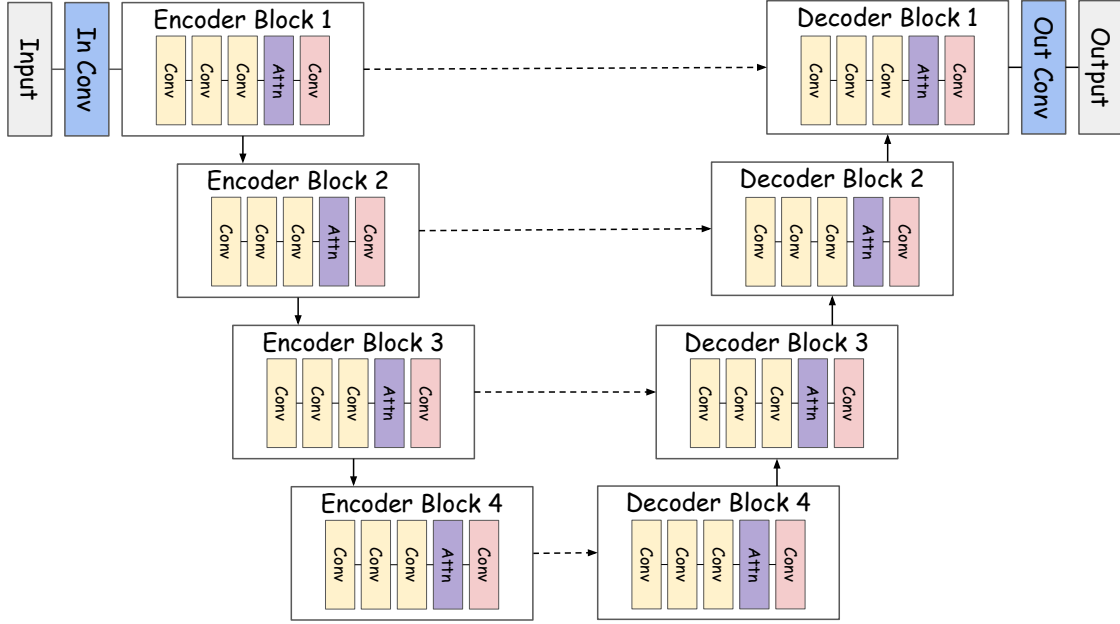 Input
In Conv
Encoder Block 1
Conv
Conv
Conv
Attn
Conv
Decoder Block 1
Conv
Conv
Conv
Attn
Conv
Out Conv
Output
Encoder Block 2
Conv
Conv
Conv
Attn
Conv
Decoder Block 2
Conv
Conv
Conv
Attn
Conv
Encoder Block 3
Conv
Conv
Conv
Attn
Conv
Decoder Block 3
Conv
Conv
Conv
Attn
Conv
Encoder Block 4
Conv
Conv
Conv
Attn
Conv
Decoder Block 4
Conv
Conv
Conv
Attn
Conv